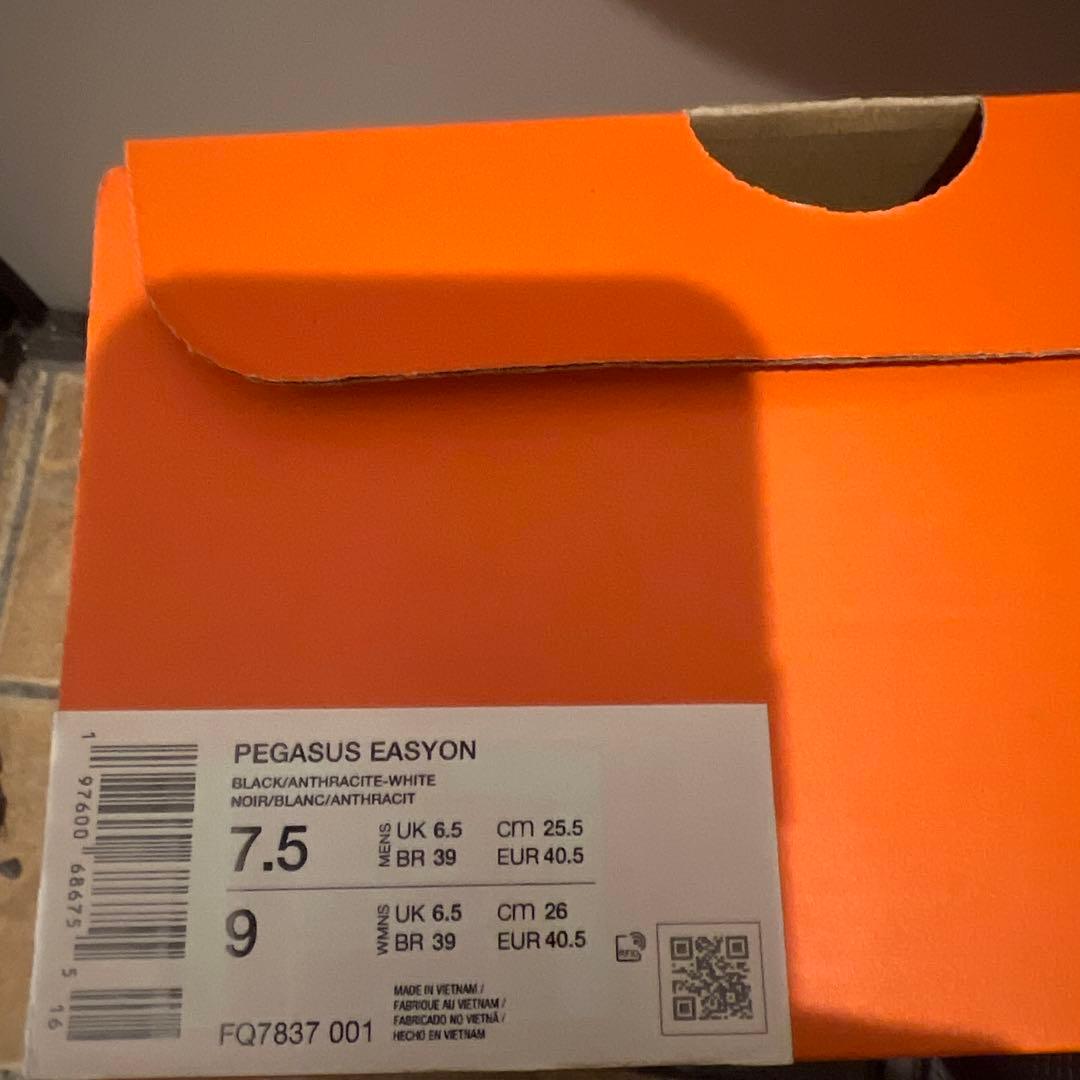 PEGASUS EASYON
BLACK/ANTHRACITE-WHITE
NOIR/BLANC/ANTHRACIT
7.5 MENS UK 6.5 cm 25.5
BR 39 EUR 40.5
9 WMNS UK 6.5 cm 26
BR 39 EUR 40.5
RFID
MADE IN VIETNAM /
FABRIQUE AU VIETNAM /
FABRICADO NO VIETNÃ /
HECHO EN VIETNAM
FQ7837 001
1 97600 68675 5 16